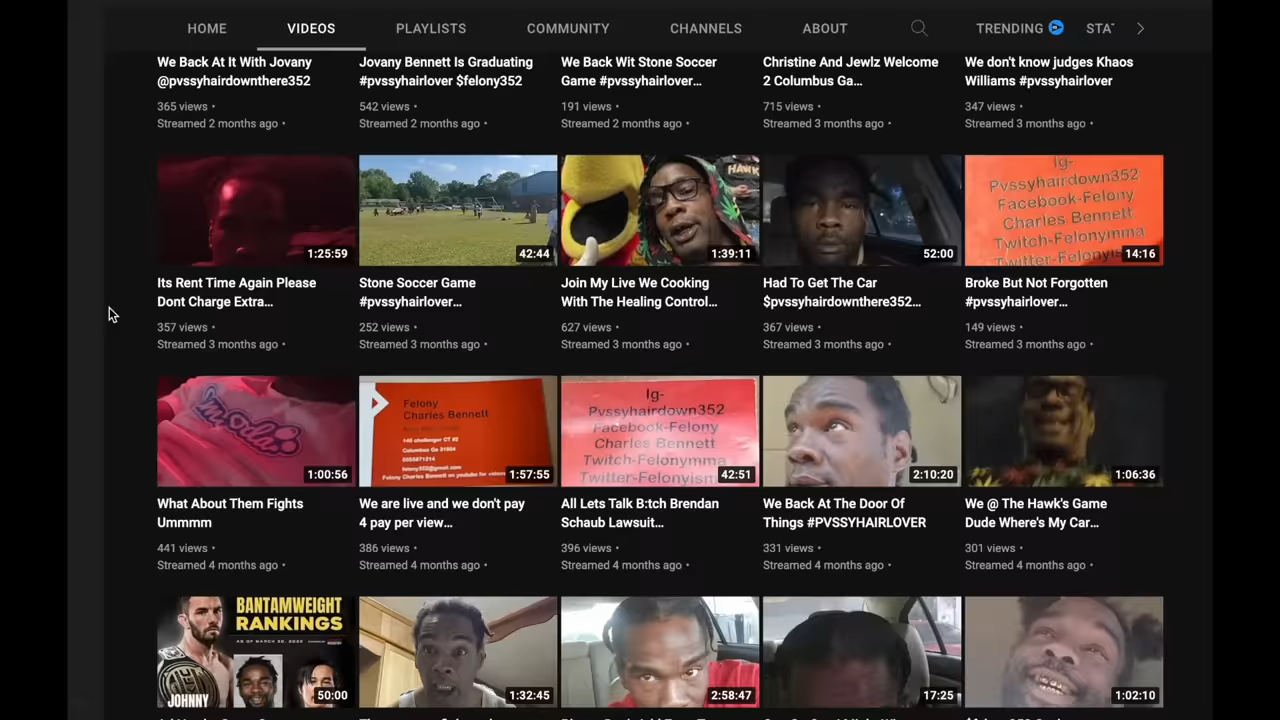 HOME VIDEOS PLAYLISTS COMMUNITY CHANNELS ABOUT TRENDING STA
We Back At It With Jovany
@pvssyhairdownthere352
365 views •
Streamed 2 months ago •
Jovany Bennett Is Graduating
#pvssyhairlover $felony352
542 views •
Streamed 2 months ago •
We Back Wit Stone Soccer
Game #pvssyhairlover…
191 views •
Streamed 2 months ago •
Christine And Jewlz Welcome
2 Columbus Ga…
715 views •
Streamed 3 months ago •
We don't know judges Khaos
Williams #pvssyhairlover
347 views •
Streamed 3 months ago •
1:25:59
Its Rent Time Again Please
Dont Charge Extra…
357 views •
Streamed 3 months ago •
42:44
Stone Soccer Game
#pvssyhairlover…
252 views •
Streamed 3 months ago •
HAWK
1:39:11
Join My Live We Cooking
With The Healing Control…
627 views •
Streamed 3 months ago •
52:00
Had To Get The Car
$pvssyhairdownthere352…
367 views •
Streamed 3 months ago •
Ig-
Pvssyhairdown352
Facebook-Felony
Charles Bennett
Twitch-Felonymma
14:16
Broke But Not Forgotten
#pvssyhairlover…
149 views •
Streamed 3 months ago •
1:00:56
What About Them Fights
Ummmm
441 views •
Streamed 4 months ago •
Felony
Charles Bennett
Felony Charles Bennett on youtube for videos
1:57:55
We are live and we don't pay
4 pay per view…
386 views •
Streamed 4 months ago •
Ig-
Pvssyhairdown352
Facebook-Felony
Charles Bennett
Twitch-Felonymma
42:51
All Lets Talk B:tch Brendan
Schaub Lawsuit…
396 views •
Streamed 4 months ago •
2:10:20
We Back At The Door Of
Things #PVSSYHAIRLOVER
331 views •
Streamed 4 months ago •
1:06:36
We @ The Hawk's Game
Dude Where's My Car…
301 views •
Streamed 4 months ago •
BANTAMWEIGHT
RANKINGS
JOHNNY
50:00
1:32:45
2:58:47
17:25
1:02:10